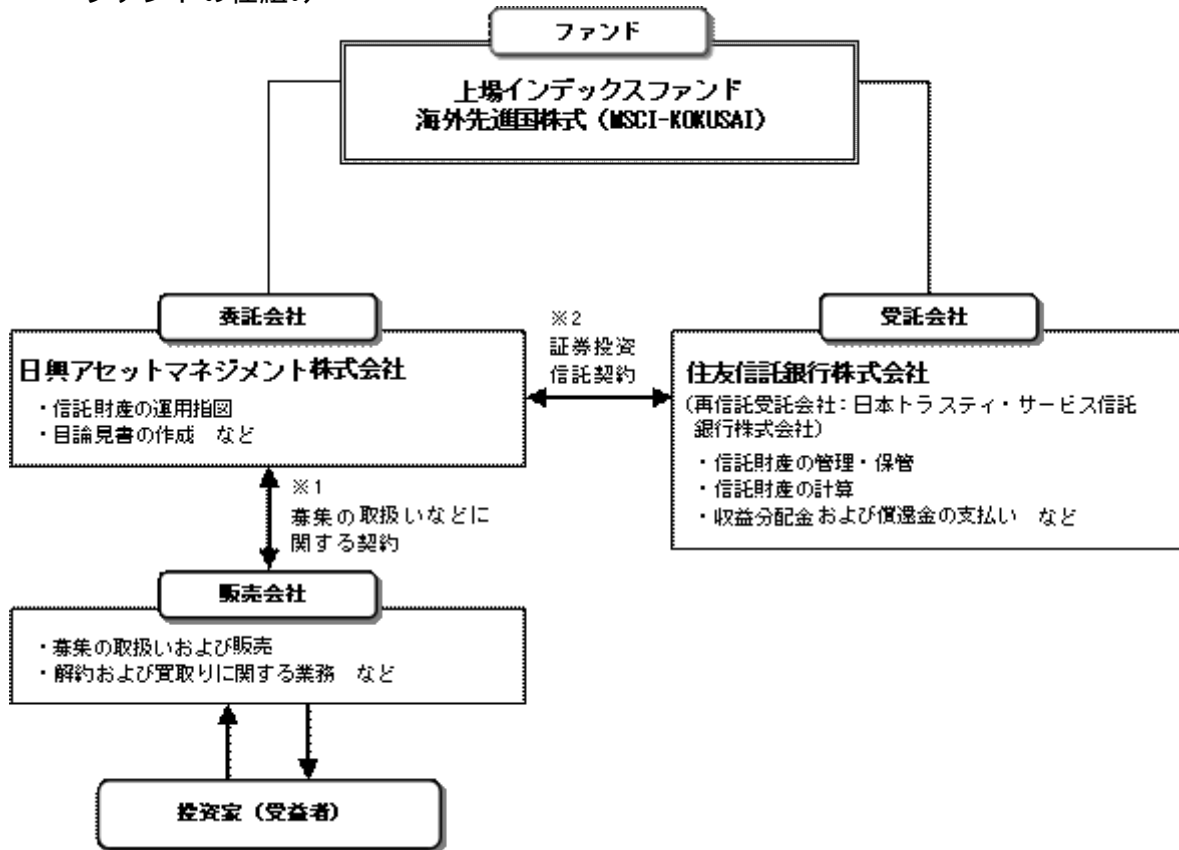 ファンドの仕組み
ファンド
上場インデックスファンド
海外先進国株式（MSCI-KOKUSAI）
委託会社
日興アセットマネジメント株式会社
・信託財産の運用指図
・目論見書の作成　など
※２
証券投資
信託契約
受託会社
住友信託銀行株式会社
（再信託受託会社：日本トラスティ・サービス信託
銀行株式会社）
・信託財産の管理・保管
・信託財産の計算
・収益分配金および償還金の支払い　など
※１
募集の取扱いなどに
関する契約
販売会社
・募集の取扱いおよび販売
・解約および買取りに関する業務　など
投資家（受益者）